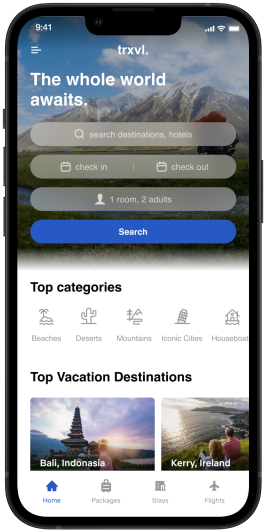 9:41
trxvl.
The whole world
awaits.
search destinations, hotels
check in
check out
1 room, 2 adults
Search
Top categories
Beaches
Deserts
Mountains
Iconic Cities
Houseboat
Top Vacation Destinations
Bali, Indonasia
Kerry, Ireland
Home
Packages
Stays
Flights